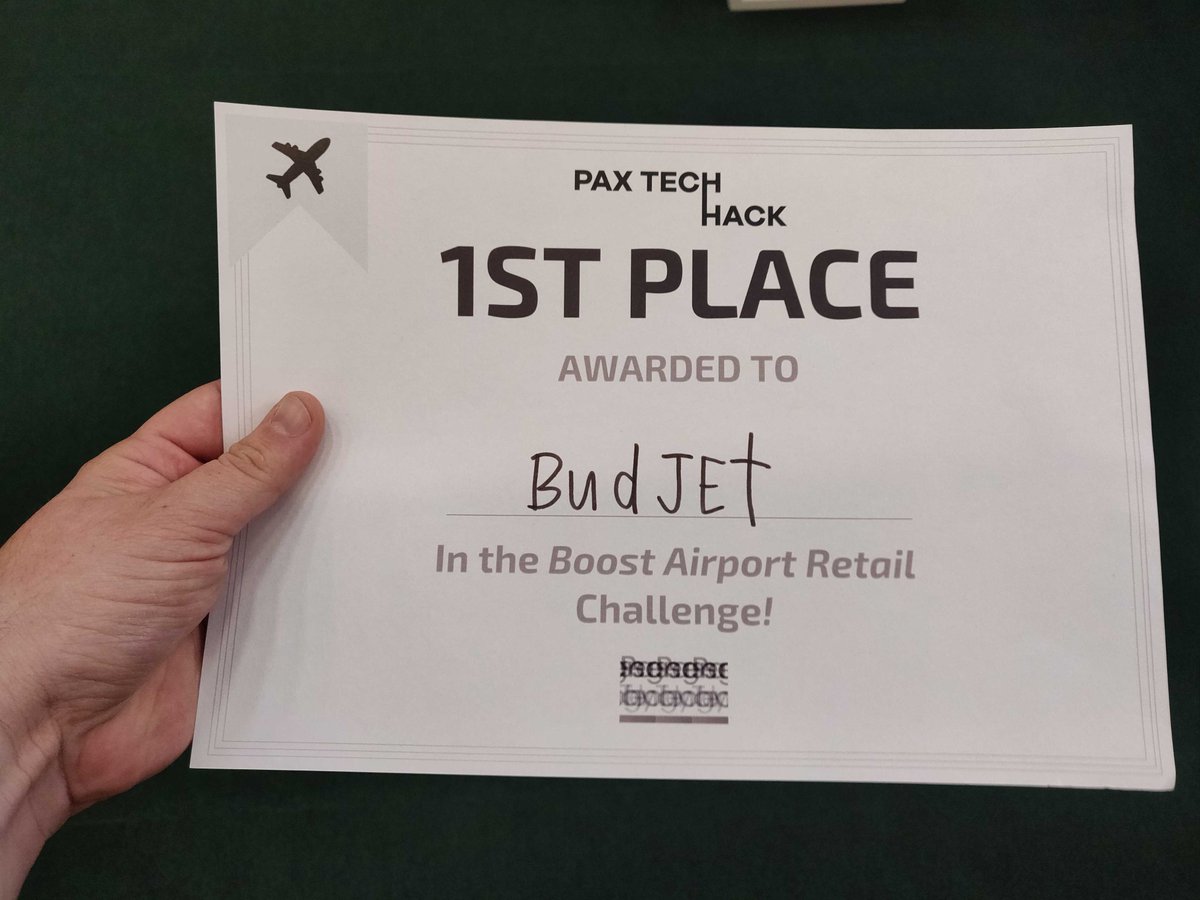 PAX TECH
HACK
1ST PLACE
AWARDED TO
BudJEt
In the Boost Airport Retail
Challenge!